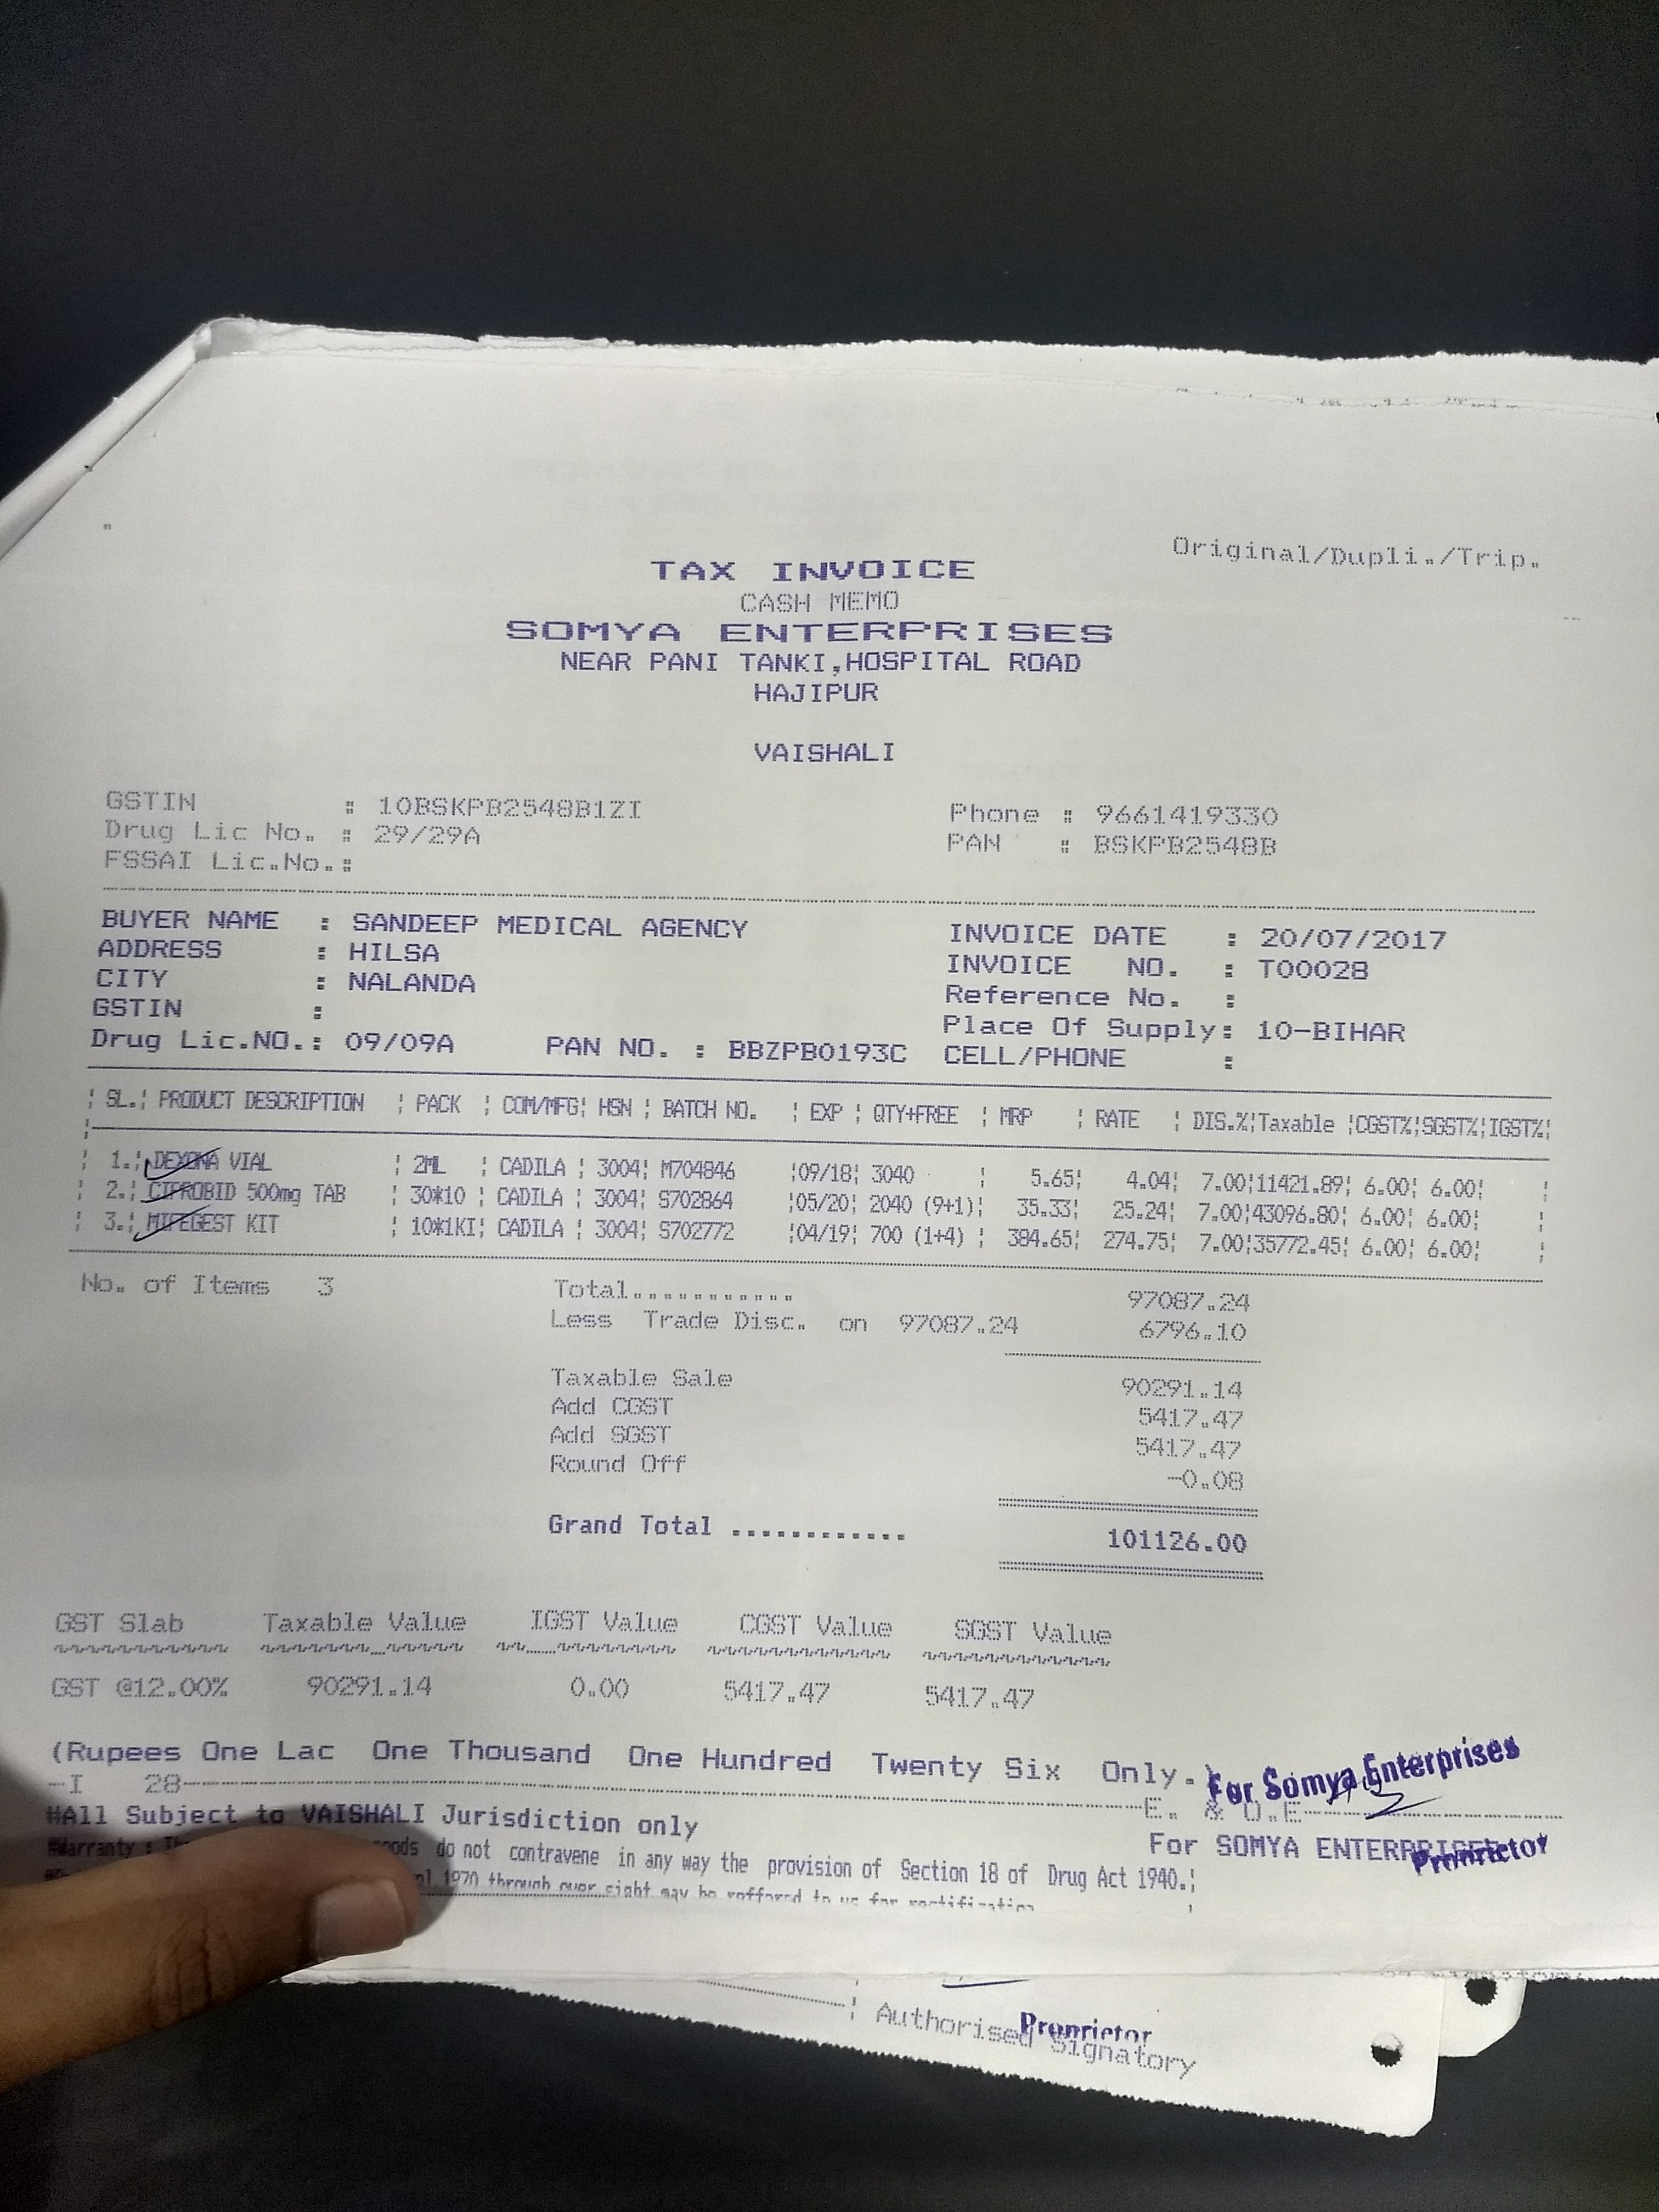 Original/Dupli./Trip.
TAX INVOICE
CASH MEMO
SOMYA ENTERPRISES
NEAR PANI TANKI,HOSPITAL ROAD
HAJIPUR
VAISHALI
GSTIN : 10BSKPB2548B1ZI Phone : 9661419330
Drug Lic No. : 29/29A PAN : BSKPB2548B
FSSAI Lic.No.:
BUYER NAME : SANDEEP MEDICAL AGENCY INVOICE DATE : 20/07/2017
ADDRESS : HILSA INVOICE NO. : T00028
CITY : NALANDA Reference No. :
GSTIN : Place Of Supply: 10-BIHAR
Drug Lic.NO.: 09/09A PAN NO. : BBZPB0193C CELL/PHONE :
¦ SL.¦ PRODUCT DESCRIPTION ¦ PACK ¦ COM/MFG¦ HSN ¦ BATCH NO. ¦ EXP ¦ QTY+FREE ¦ MRP ¦ RATE ¦ DIS.%¦Taxable ¦CGST%¦SGST%¦IGST%¦
¦ 1.¦ DEXONA VIAL ¦ 2ML ¦ CADILA ¦ 3004¦ M704846 ¦09/18¦ 3040 ¦ 5.65¦ 4.04¦ 7.00¦11421.89¦ 6.00¦ 6.00¦ ¦
¦ 2.¦ CIPROBID 500mg TAB ¦ 30*10 ¦ CADILA ¦ 3004¦ S702864 ¦05/20¦ 2040 (9+1)¦ 35.33¦ 25.24¦ 7.00¦43096.80¦ 6.00¦ 6.00¦ ¦
¦ 3.¦ MIFEGEST KIT ¦ 10*1KI¦ CADILA ¦ 3004¦ S702772 ¦04/19¦ 700 (1+4) ¦ 384.65¦ 274.75¦ 7.00¦35772.45¦ 6.00¦ 6.00¦ ¦
No. of Items 3 Total........... 97087.24
Less Trade Disc. on 97087.24 6796.10
Taxable Sale 90291.14
Add CGST 5417.47
Add SGST 5417.47
Round Off -0.08
Grand Total ............ 101126.00
GST Slab Taxable Value IGST Value CGST Value SGST Value
GST @12.00% 90291.14 0.00 5417.47 5417.47
(Rupees One Lac One Thousand One Hundred Twenty Six Only.)
For Somya Enterprises
-I 28 E. & O.E
#All Subject to VAISHALI Jurisdiction only
For SOMYA ENTERPRISES
Proprietor
#Warranty : do not contravene in any way the provision of Section 18 of Drug Act 1940.¦
1970 through over sight may be reffered to us for rectification
Proprietor
Authorised Signatory